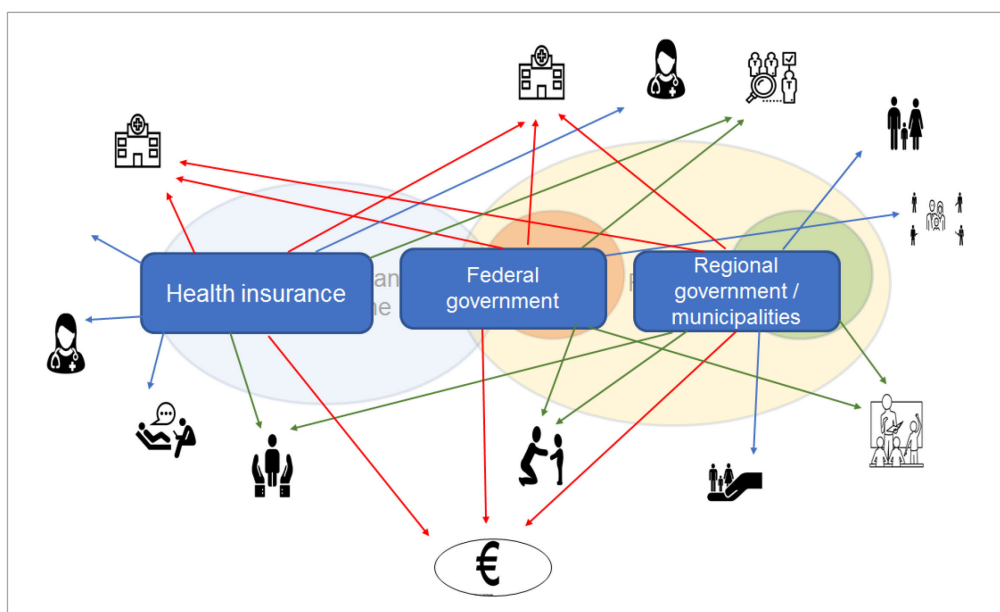 Health insurance
Federal
government
Regional
government /
municipalities
€